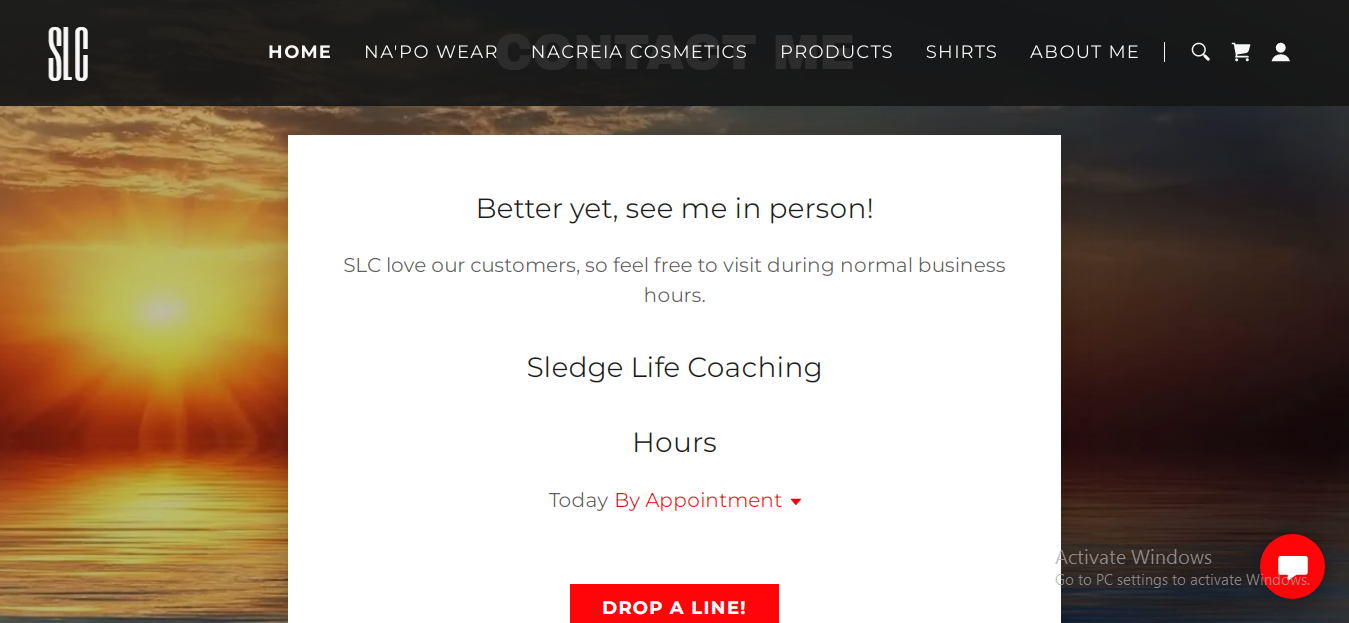 SLC
HOME NA'PO WEAR NACREIA COSMETICS PRODUCTS SHIRTS ABOUT ME
CONTACT ME
Better yet, see me in person!
SLC love our customers, so feel free to visit during normal business
hours.
Sledge Life Coaching
Hours
Today By Appointment
DROP A LINE!
Activate Windows
Go to PC settings to activate Windows.